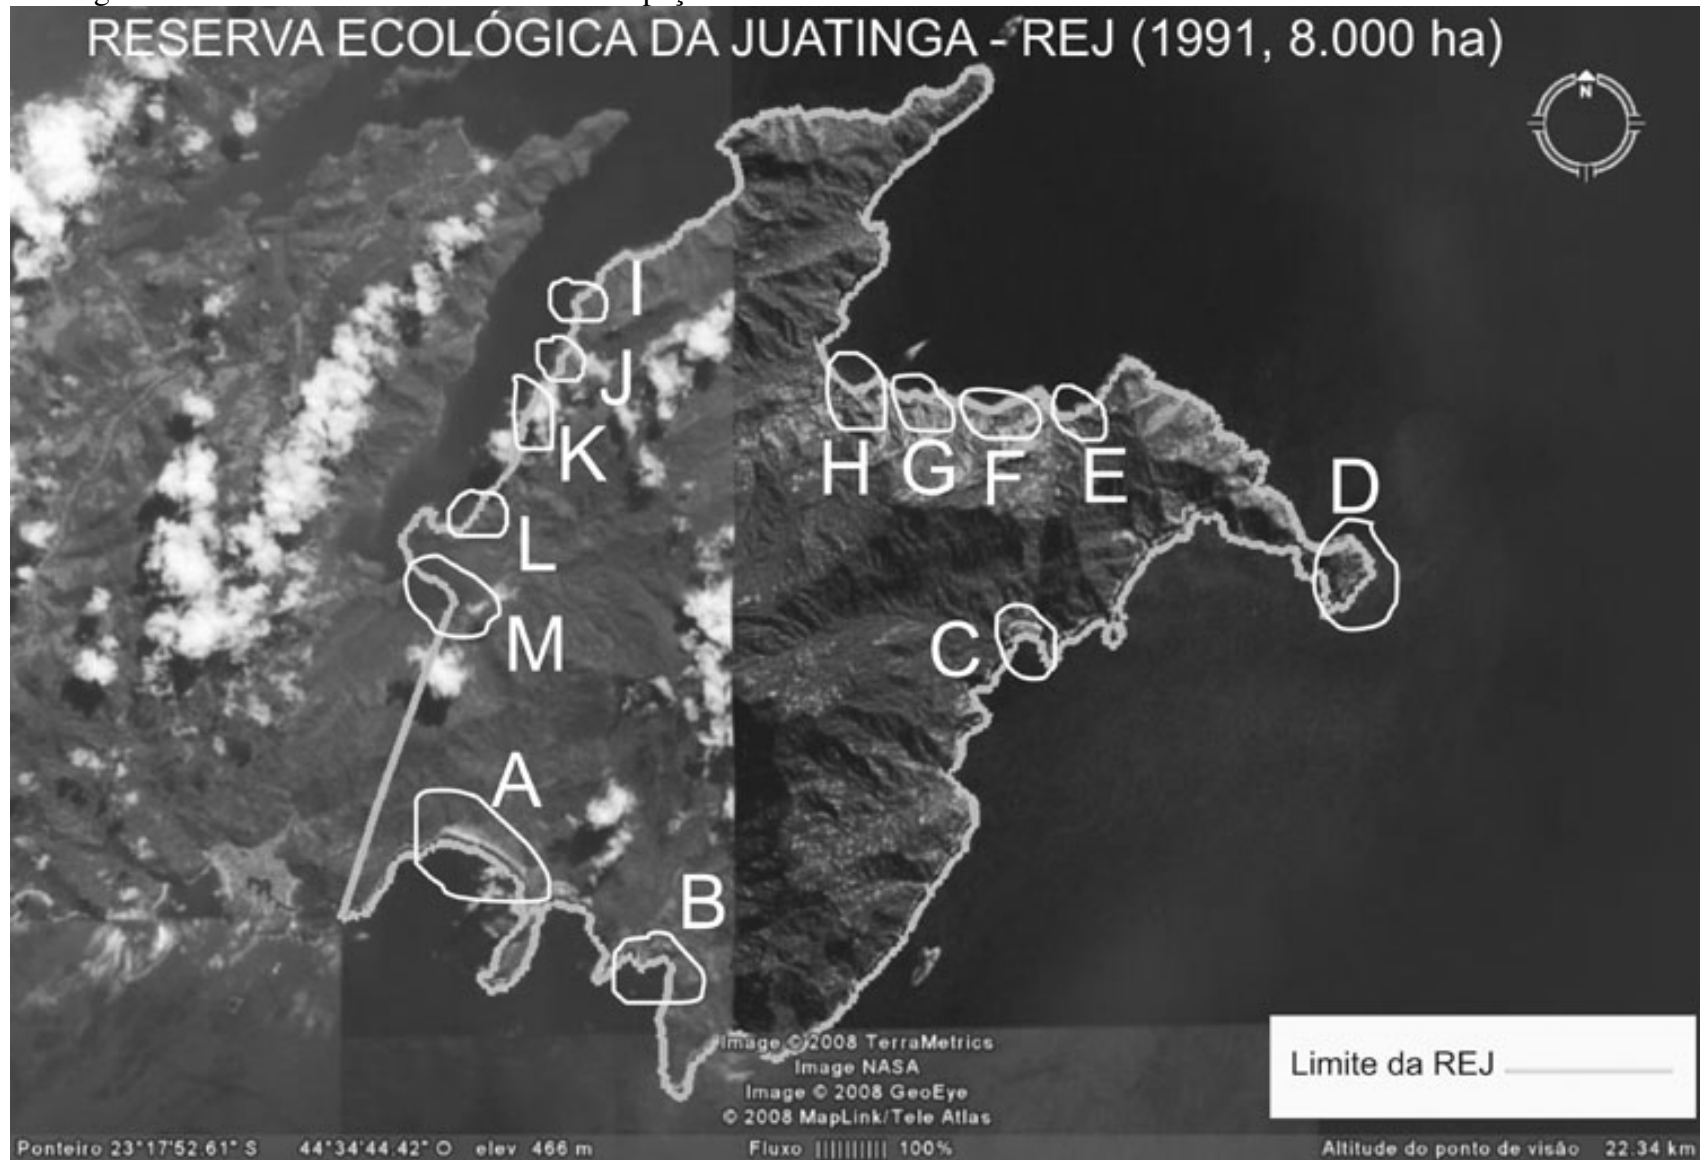 RESERVA ECOLÓGICA DA JUATINGA - REJ (1991, 8.000 ha)
N
I
J
K
H
G
F
E
D
L
M
C
A
B
Image © 2008 TerraMetrics
Image NASA
Image © 2008 GeoEye
© 2008 MapLink/Tele Atlas
Limite da REJ
Ponteiro 23°17'52.61" S 44°34'44.42" O elev 466 m Fluxo |||||||||| 100% Altitude do ponto de visão 22.34 km